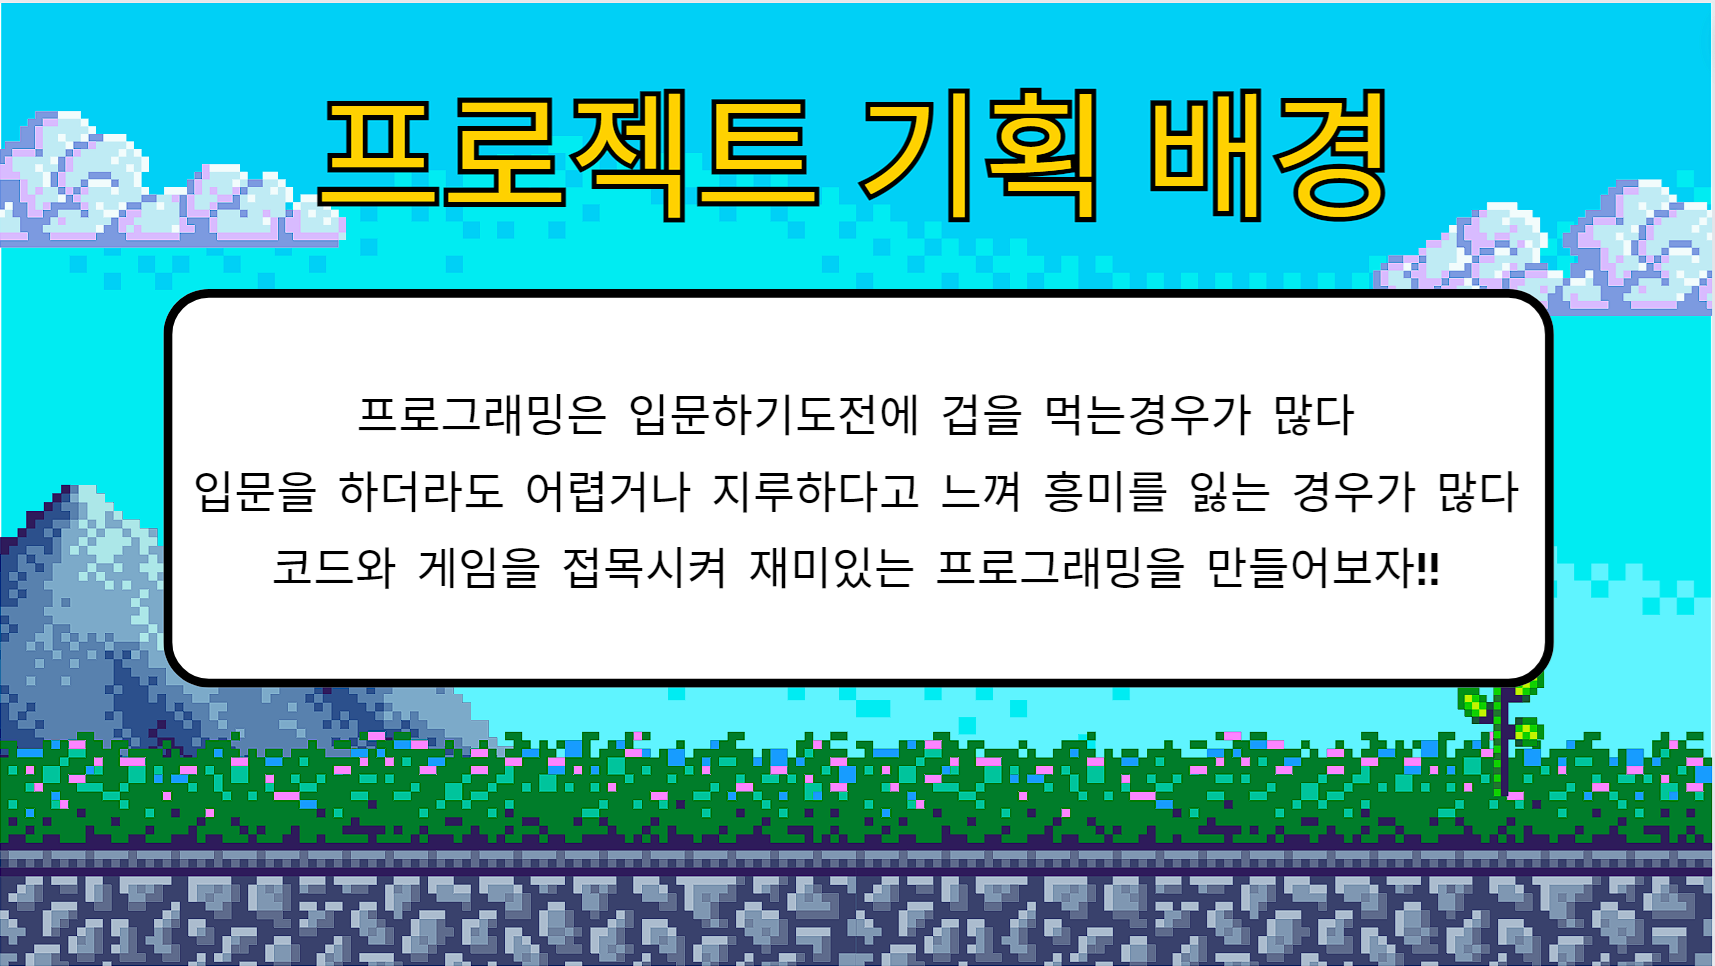 프로젝트 기획 배경
프로그래밍은 입문하기도전에 겁을 먹는경우가 많다
입문을 하더라도 어렵거나 지루하다고 느껴 흥미를 잃는 경우가 많다
코드와 게임을 접목시켜 재미있는 프로그래밍을 만들어보자!!